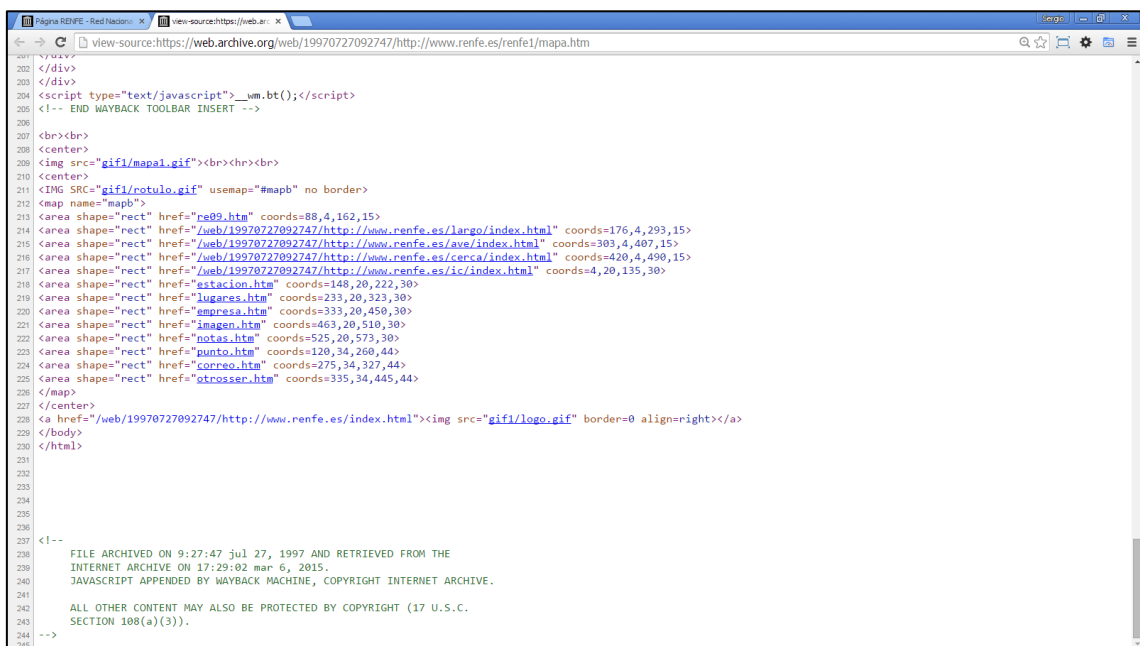 Página RENFE - Red Naciona × view-source:https://web.arc × Sergio
view-source:https://web.archive.org/web/19970727092747/http://www.renfe.es/renfe1/mapa.htm
201 </div>
202 </div>
203 </div>
204 <script type="text/javascript">__wm.bt();</script>
205 <!-- END WAYBACK TOOLBAR INSERT -->
206
207 <br><br>
208 <center>
209 <img src="gif1/mapa1.gif"><br><hr><br>
210 <center>
211 <IMG SRC="gif1/rotulo.gif" usemap="#mapb" no border>
212 <map name="mapb">
213 <area shape="rect" href="re09.htm" coords=88,4,162,15>
214 <area shape="rect" href="/web/19970727092747/http://www.renfe.es/largo/index.html" coords=176,4,293,15>
215 <area shape="rect" href="/web/19970727092747/http://www.renfe.es/ave/index.html" coords=303,4,407,15>
216 <area shape="rect" href="/web/19970727092747/http://www.renfe.es/cerca/index.html" coords=420,4,490,15>
217 <area shape="rect" href="/web/19970727092747/http://www.renfe.es/ic/index.html" coords=4,20,135,30>
218 <area shape="rect" href="estacion.htm" coords=148,20,222,30>
219 <area shape="rect" href="lugares.htm" coords=233,20,323,30>
220 <area shape="rect" href="empresa.htm" coords=333,20,450,30>
221 <area shape="rect" href="imagen.htm" coords=463,20,510,30>
222 <area shape="rect" href="notas.htm" coords=525,20,573,30>
223 <area shape="rect" href="punto.htm" coords=120,34,260,44>
224 <area shape="rect" href="correo.htm" coords=275,34,327,44>
225 <area shape="rect" href="otrosser.htm" coords=335,34,445,44>
226 </map>
227 </center>
228 <a href="/web/19970727092747/http://www.renfe.es/index.html"><img src="gif1/logo.gif" border=0 align=right></a>
229 </body>
230 </html>
231
232
233
234
235
236
237 <!--
238 FILE ARCHIVED ON 9:27:47 jul 27, 1997 AND RETRIEVED FROM THE
239 INTERNET ARCHIVE ON 17:29:02 mar 6, 2015.
240 JAVASCRIPT APPENDED BY WAYBACK MACHINE, COPYRIGHT INTERNET ARCHIVE.
241
242 ALL OTHER CONTENT MAY ALSO BE PROTECTED BY COPYRIGHT (17 U.S.C.
243 SECTION 108(a)(3)).
244 -->
245